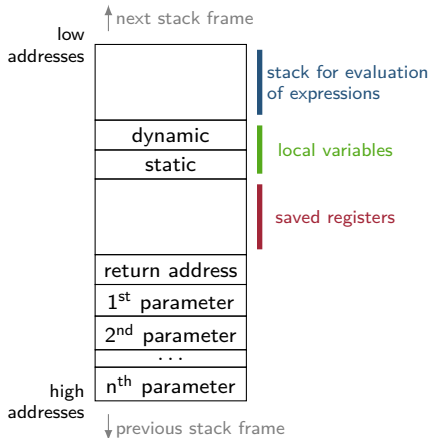 next stack frame
low
addresses
stack for evaluation
of expressions
dynamic
local variables
static
saved registers
return address
1st parameter
2nd parameter
...
nth parameter
high
addresses
previous stack frame